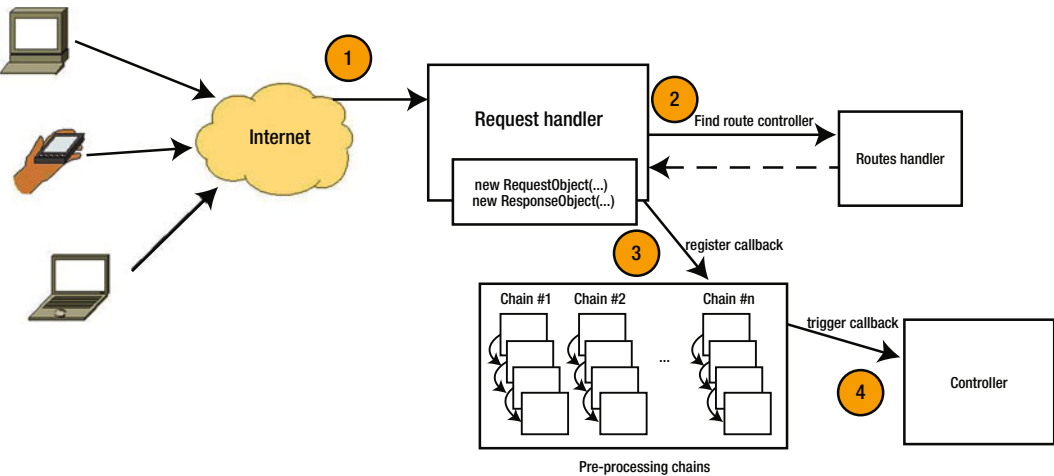 1
Internet
Request handler
2
Find route controller
Routes handler
new RequestObject(...)
new ResponseObject(...)
3
register callback
Chain #1
Chain #2
Chain #n
...
trigger callback
4
Controller
Pre-processing chains